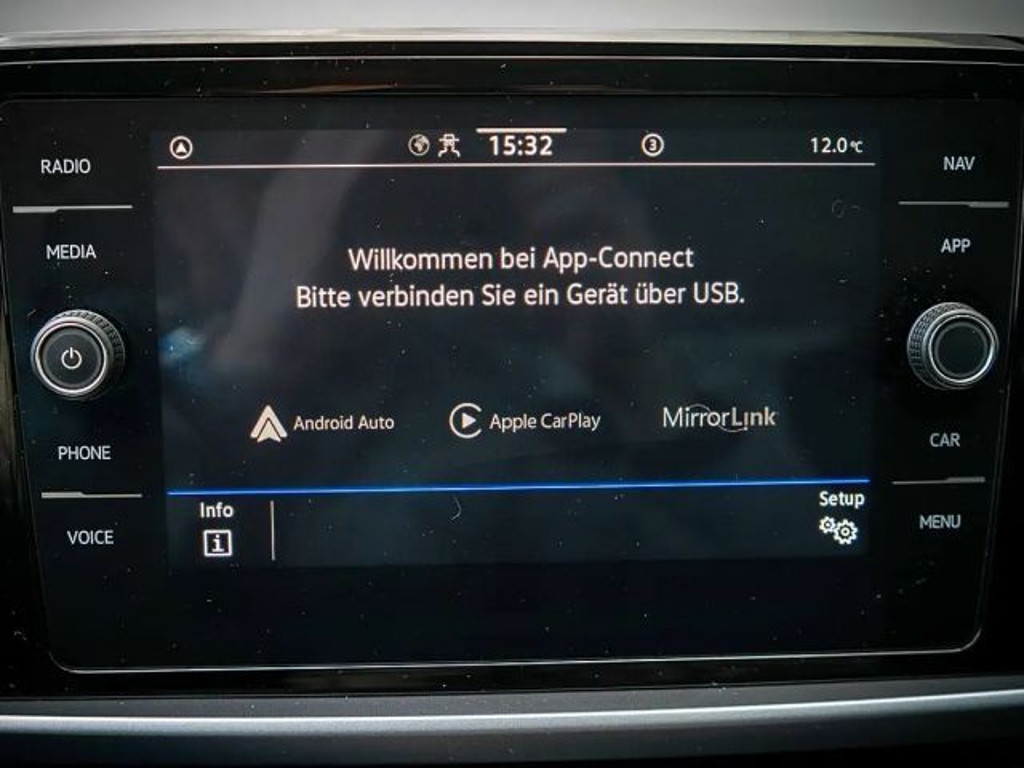 RADIO
MEDIA
PHONE
VOICE
15:32
3
12.0°C
Willkommen bei App-Connect
Bitte verbinden Sie ein Gerät über USB.
Android Auto
Apple CarPlay
MirrorLink
Info
Setup
NAV
APP
CAR
MENU